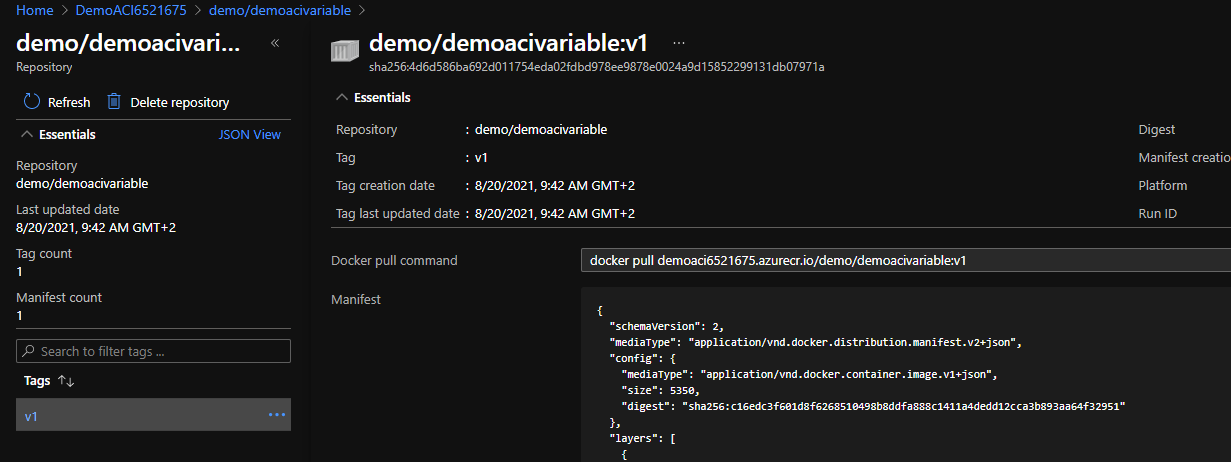 Home > DemoACI6521675 > demo/demoacivariable >
demo/demoacivari... «
Repository
Refresh Delete repository
Essentials JSON View
Repository
demo/demoacivariable
Last updated date
8/20/2021, 9:42 AM GMT+2
Tag count
1
Manifest count
1
Search to filter tags ...
Tags ↑↓
v1 ...
demo/demoacivariable:v1 ...
sha256:4d6d586ba692d011754eda02fdbd978ee9878e0024a9d15852299131db07971a
Essentials
Repository : demo/demoacivariable Digest
Tag : v1 Manifest creatio
Tag creation date : 8/20/2021, 9:42 AM GMT+2 Platform
Tag last updated date : 8/20/2021, 9:42 AM GMT+2 Run ID
Docker pull command docker pull demoaci6521675.azurecr.io/demo/demoacivariable:v1
Manifest
{
"schemaVersion": 2,
"mediaType": "application/vnd.docker.distribution.manifest.v2+json",
"config": {
"mediaType": "application/vnd.docker.container.image.v1+json",
"size": 5350,
"digest": "sha256:c16edc3f601d8f6268510498b8ddfa888c1411a4dedd12cca3b893aa64f32951"
},
"layers": [
{